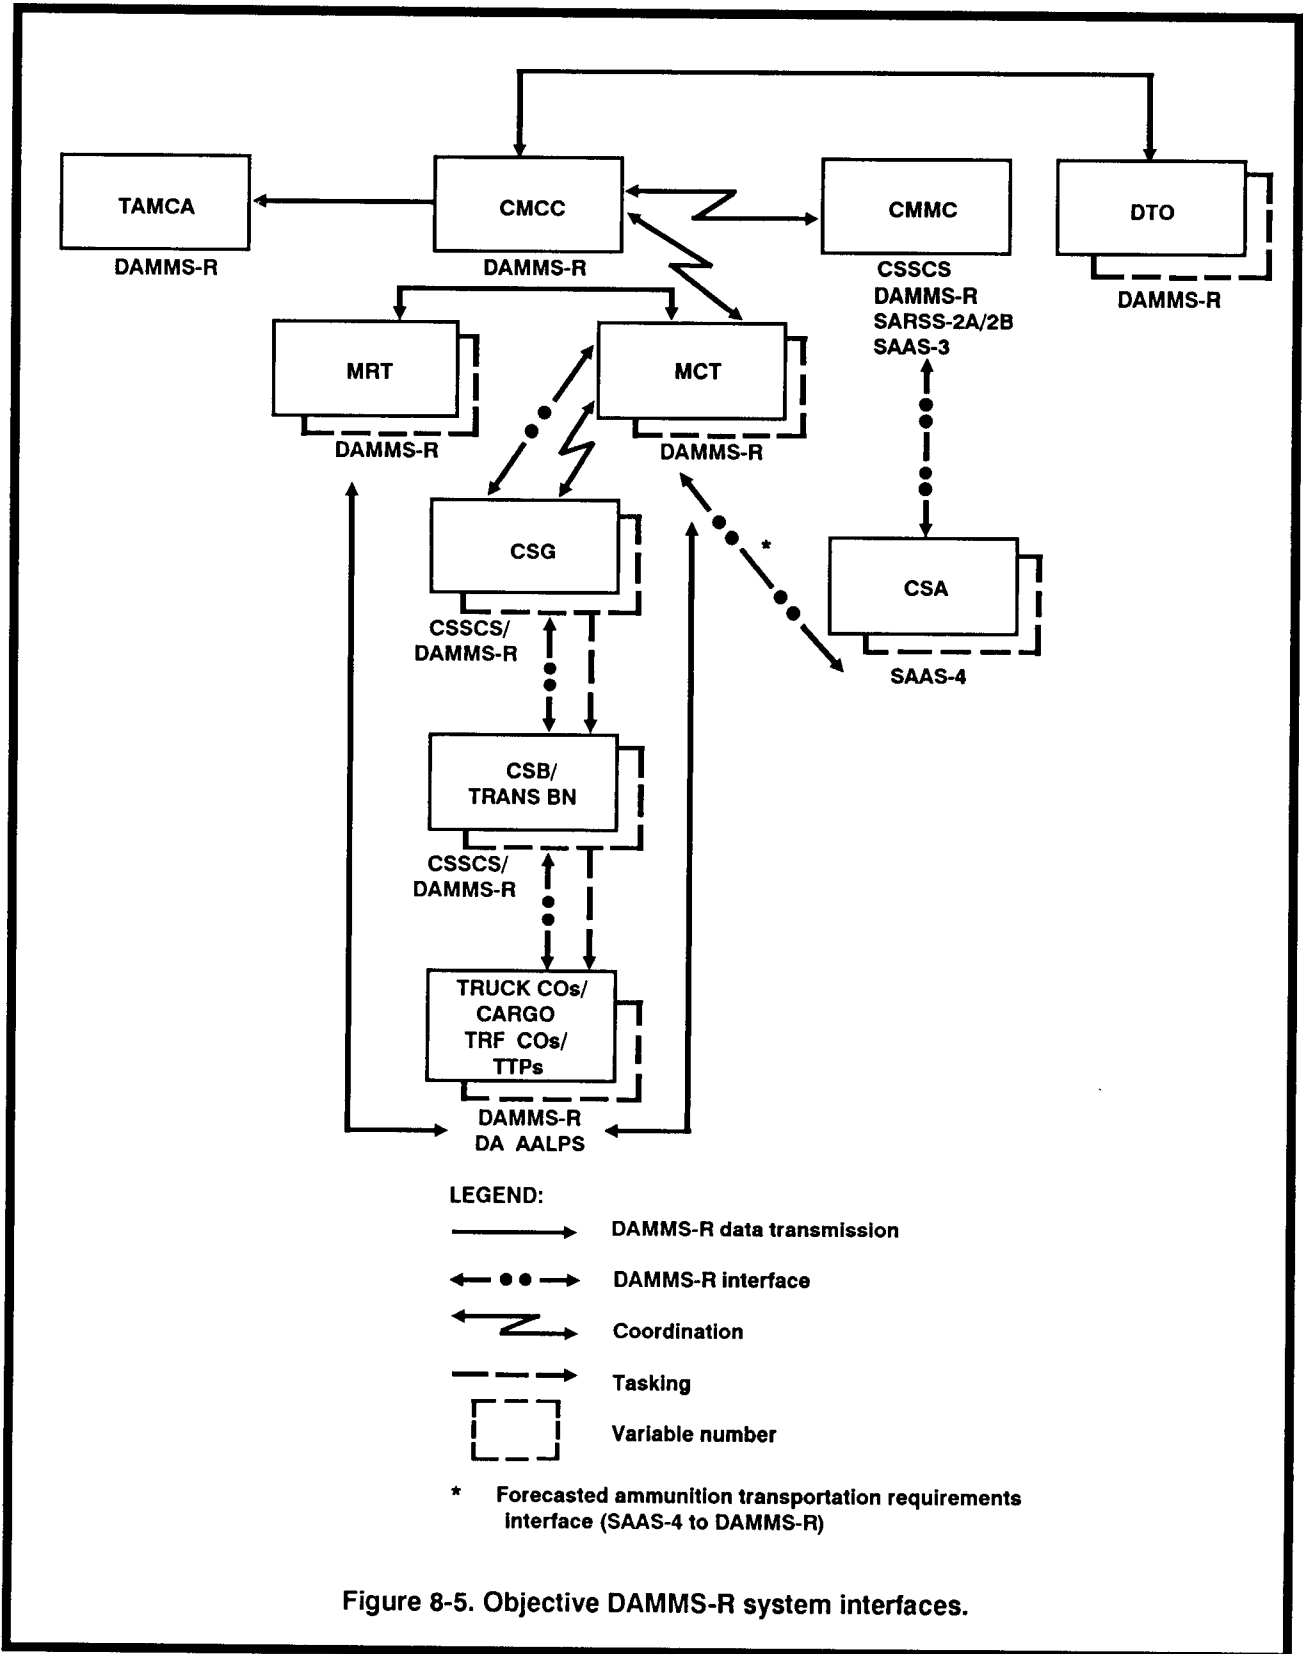 TAMCA
DAMMS-R
CMCC
DAMMS-R
CMMC
CSSCS
DAMMS-R
SARSS-2A/2B
SAAS-3
DTO
DAMMS-R
MRT
DAMMS-R
MCT
DAMMS-R
CSG
CSSCS/
DAMMS-R
*
CSA
SAAS-4
CSB/
TRANS BN
CSSCS/
DAMMS-R
TRUCK COs/
CARGO
TRF COs/
TTPs
DAMMS-R
DA AALPS
LEGEND:
DAMMS-R data transmission
DAMMS-R interface
Coordination
Tasking
Variable number
* Forecasted ammunition transportation requirements
interface (SAAS-4 to DAMMS-R)
Figure 8-5. Objective DAMMS-R system interfaces.